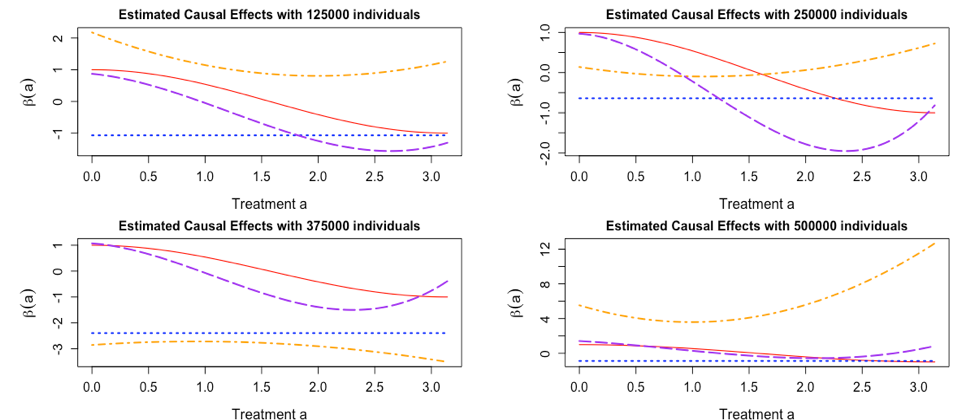 Estimated Causal Effects with 125000 individuals
β(a)
2
1
0
-1
0.0 0.5 1.0 1.5 2.0 2.5 3.0
Treatment a
Estimated Causal Effects with 250000 individuals
β(a)
1.0
0.0
-1.0
-2.0
0.0 0.5 1.0 1.5 2.0 2.5 3.0
Treatment a
Estimated Causal Effects with 375000 individuals
β(a)
1
0
-1
-2
-3
0.0 0.5 1.0 1.5 2.0 2.5 3.0
Treatment a
Estimated Causal Effects with 500000 individuals
β(a)
12
8
4
0
0.0 0.5 1.0 1.5 2.0 2.5 3.0
Treatment a